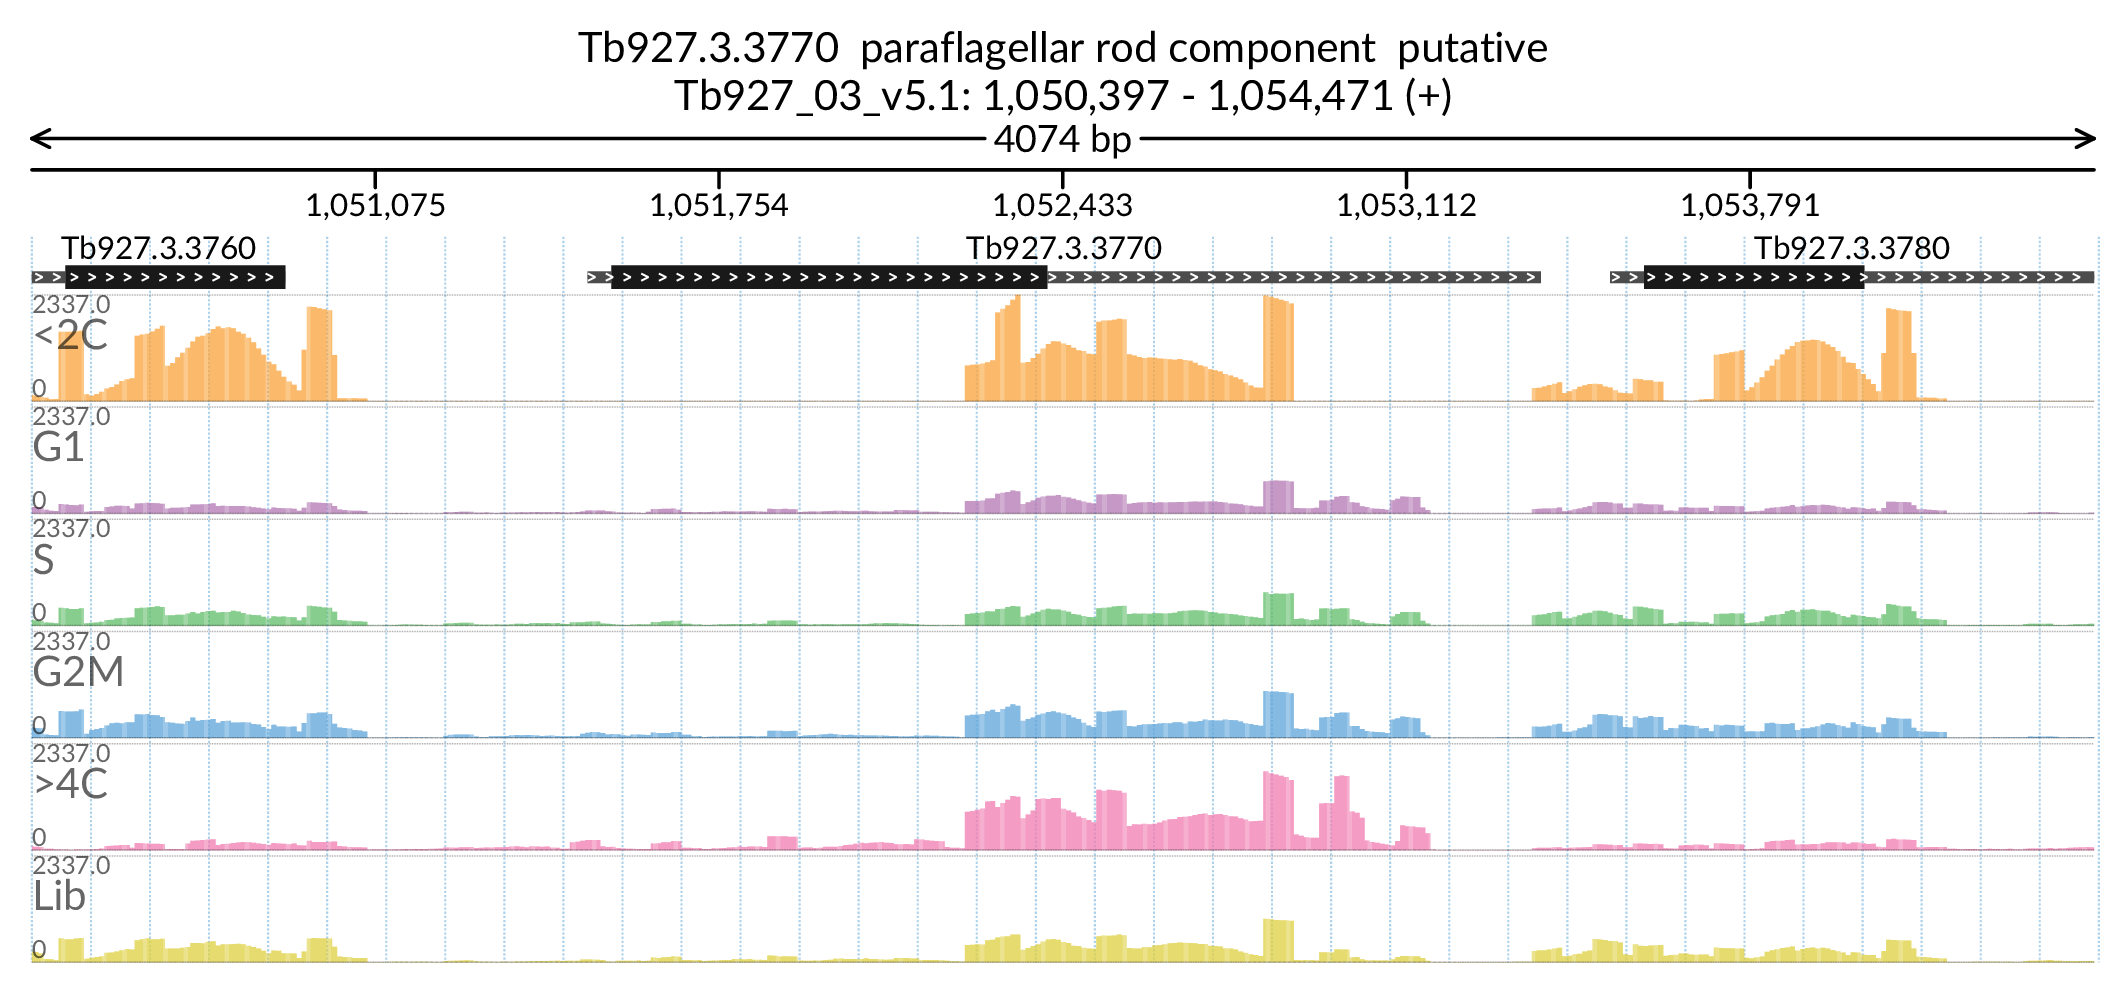 Tb927.3.3770  paraflagellar rod component  putative
Tb927_03_v5.1: 1,050,397 - 1,054,471 (+)
4074 bp
1,051,075 1,051,754 1,052,433 1,053,112 1,053,791
Tb927.3.3760 Tb927.3.3770 Tb927.3.3780
2337.0
<2C
0
2337.0
G1
0
2337.0
S
0
2337.0
G2M
0
2337.0
>4C
0
2337.0
Lib
0